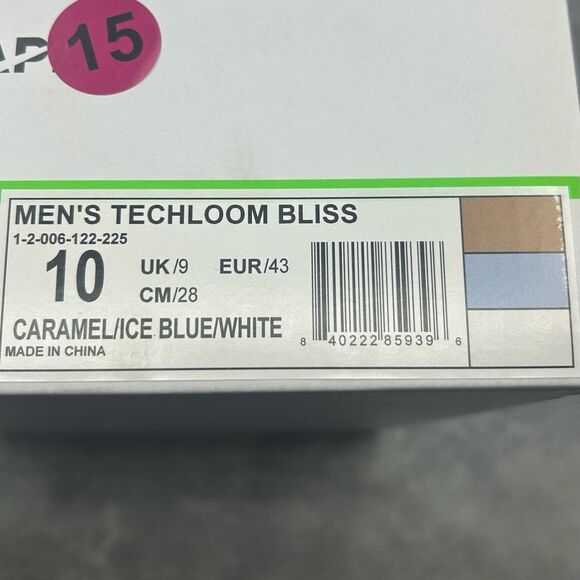 AP
15
MEN'S TECHLOOM BLISS
1-2-006-122-225
10
UK/9 EUR/43
CM/28
CARAMEL/ICE BLUE/WHITE
MADE IN CHINA
8 40222 85939 6